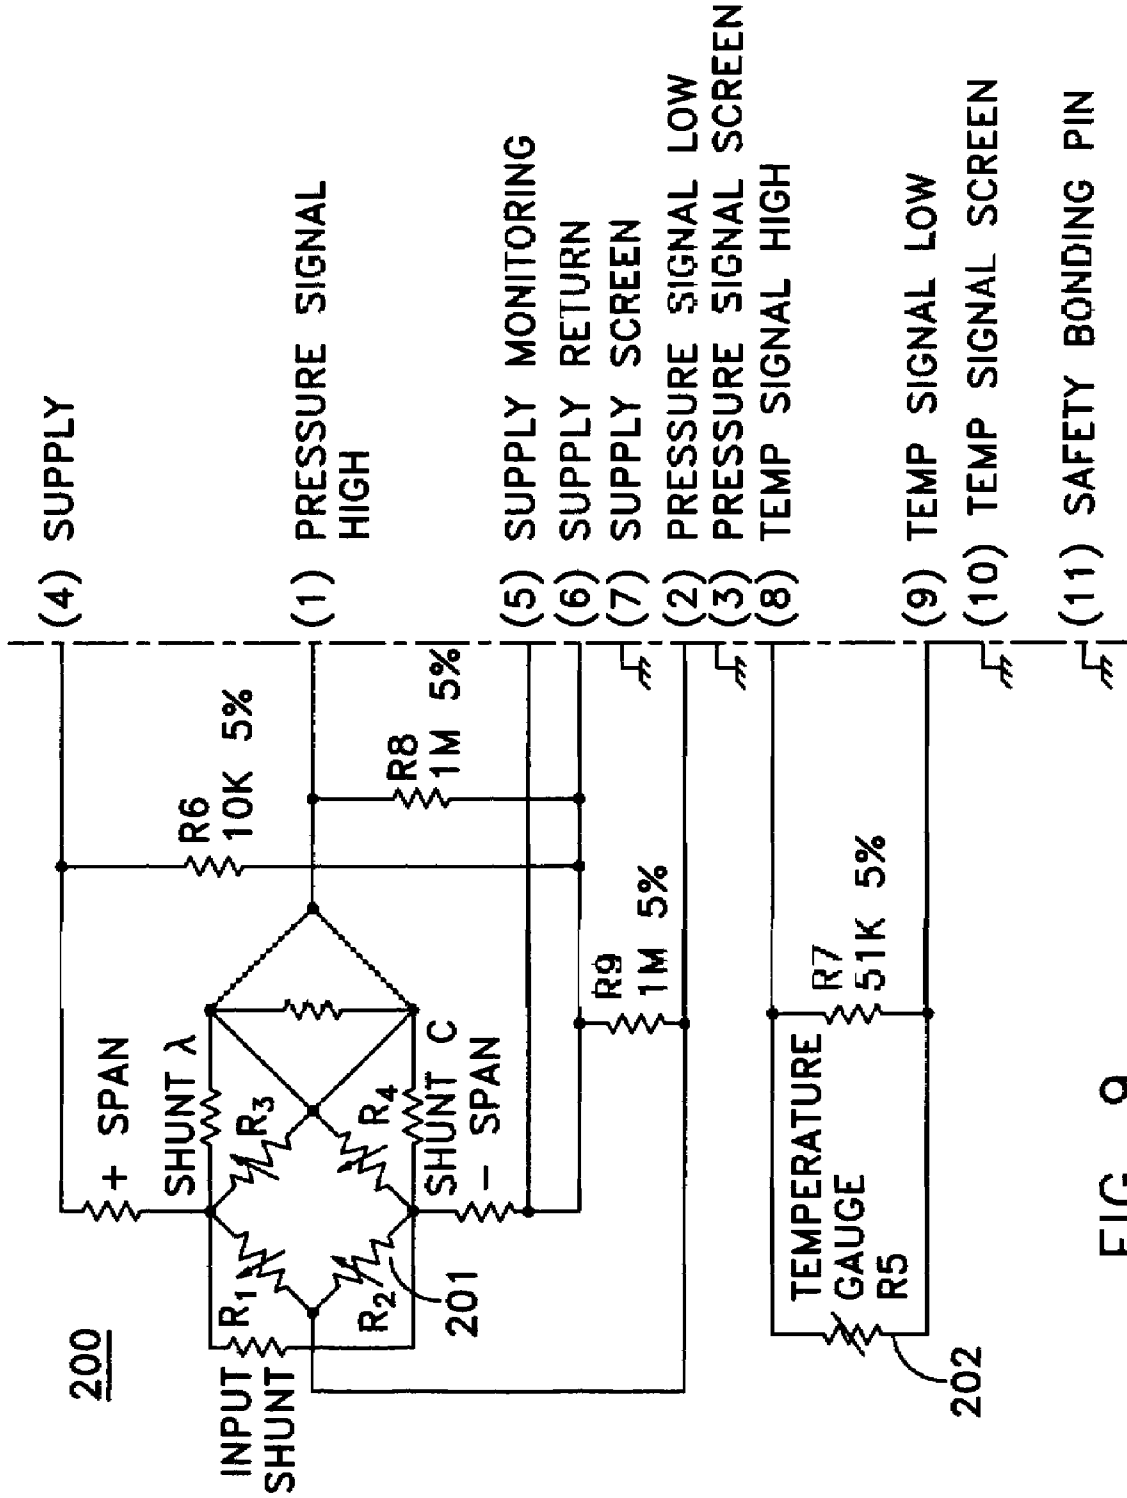 200
(4) SUPPLY
+ SPAN
R6
10K 5%
INPUT
SHUNT
SHUNT λ
R1
R3
(1) PRESSURE SIGNAL
HIGH
R2
R4
R8
1M 5%
201
SHUNT C
- SPAN
(5) SUPPLY MONITORING
(6) SUPPLY RETURN
(7) SUPPLY SCREEN
R9
1M 5%
(2) PRESSURE SIGNAL LOW
(3) PRESSURE SIGNAL SCREEN
(8) TEMP SIGNAL HIGH
TEMPERATURE
GAUGE
R5
R7
51K 5%
202
(9) TEMP SIGNAL LOW
(10) TEMP SIGNAL SCREEN
(11) SAFETY BONDING PIN
FIG. 9